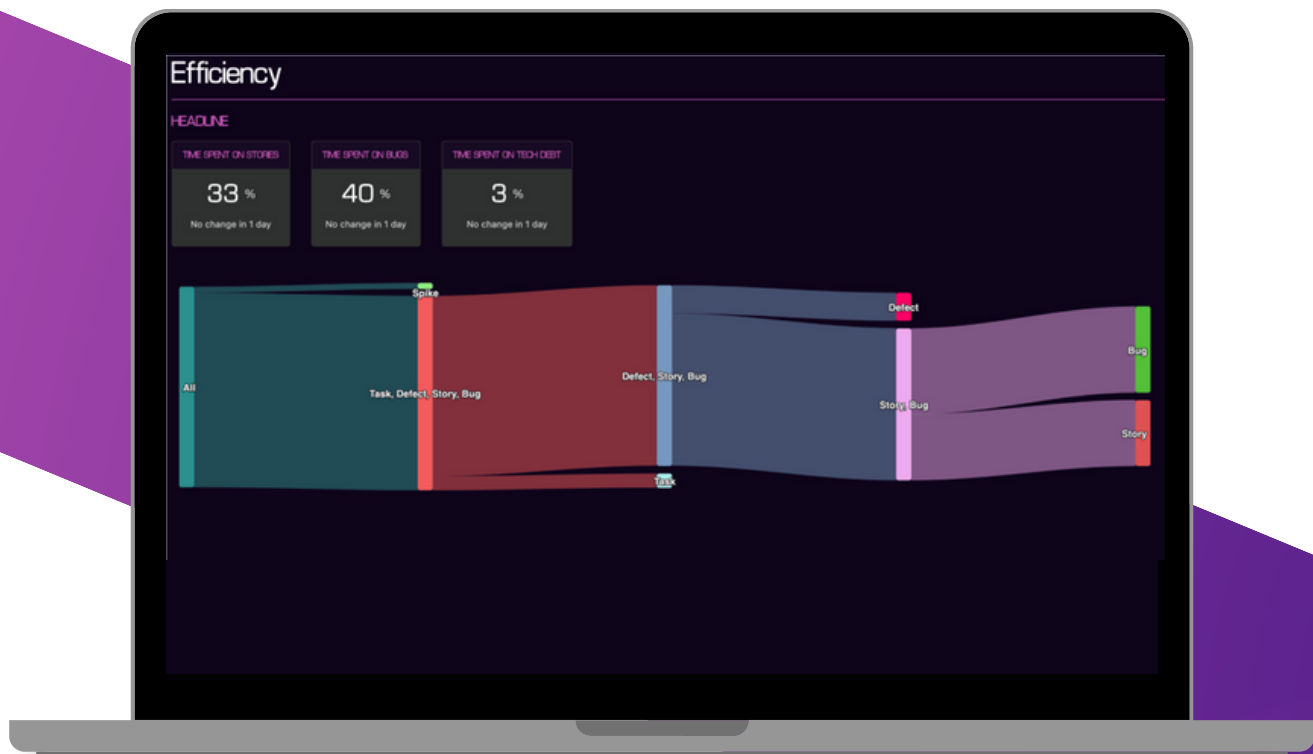 Efficiency
HEADLINE
TIME SPENT ON STORIES
TIME SPENT ON BUGS
TIME SPENT ON TECH DEBT
33 %
40 %
3 %
No change in 1 day
No change in 1 day
No change in 1 day
Spike
Defect
Bug
Defect, Story, Bug
All
Task, Defect, Story, Bug
Story, Bug
Story
Task